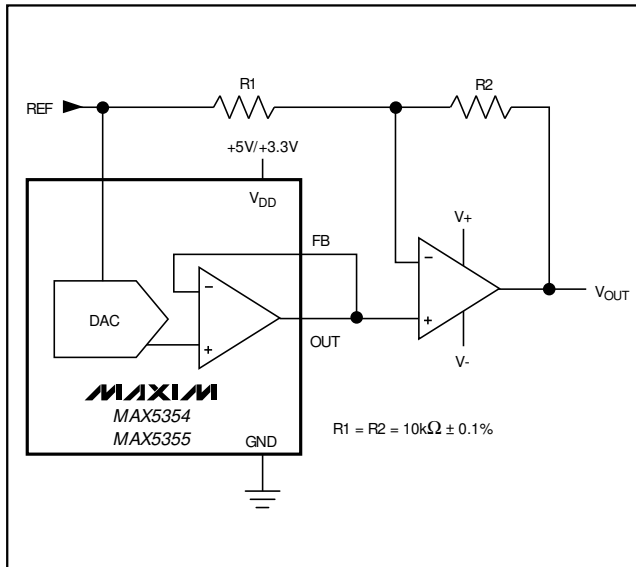 R1
R2
REF
+5V/+3.3V
VDD
FB
V+
−
−
DAC
VOUT
+
OUT
+
V-
MAXIM
MAX5354
MAX5355
GND
R1 = R2 = 10kΩ ± 0.1%